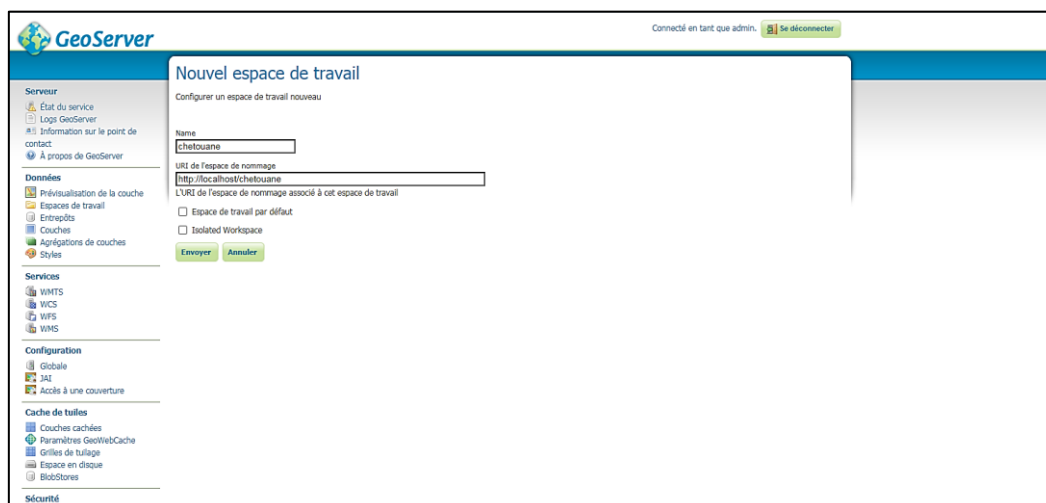 GeoServer
Connecté en tant que admin.
Se déconnecter
Serveur
État du service
Logs GeoServer
Information sur le point de
contact
À propos de GeoServer
Données
Prévisualisation de la couche
Espaces de travail
Entrepôts
Couches
Agrégations de couches
Styles
Services
WMTS
WCS
WFS
WMS
Configuration
Globale
JAI
Accès à une couverture
Cache de tuiles
Couches cachées
Paramètres GeoWebCache
Grilles de tuilage
Espace en disque
BlobStores
Sécurité
Nouvel espace de travail
Configurer un espace de travail nouveau
Name
chetouane
URI de l'espace de nommage
http://localhost/chetouane
L'URI de l'espace de nommage associé à cet espace de travail
Espace de travail par défaut
Isolated Workspace
Envoyer
Annuler